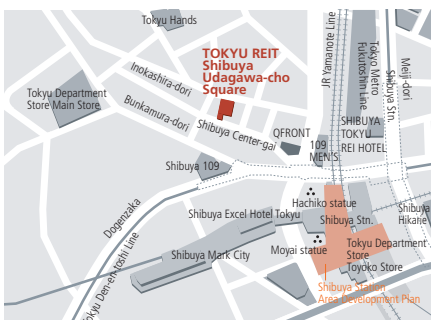 Tokyu Hands
TOKYU REIT
Shibuya
Udagawa-cho
Square
Inokashira-dori
JR Yamanote Line
Tokyo Metro
Fukutoshin Line
Meiji-dori
Shibuya Stn.
Tokyu Department
Store Main Store
Bunkamura-dori
Shibuya Center-gai
QFRONT
109
MEN'S
SHIBUYA
TOKYU
REI HOTEL
Shibuya 109
Hachiko statue
Dogenzaka
Shibuya Excel Hotel Tokyu
Shibuya Stn.
Shibuya
Hikarie
Moyai statue
Tokyu Department
Store
Toyoko Store
Shibuya Mark City
Tokyu Den-en-toshi Line
Shibuya Station
Area Development Plan